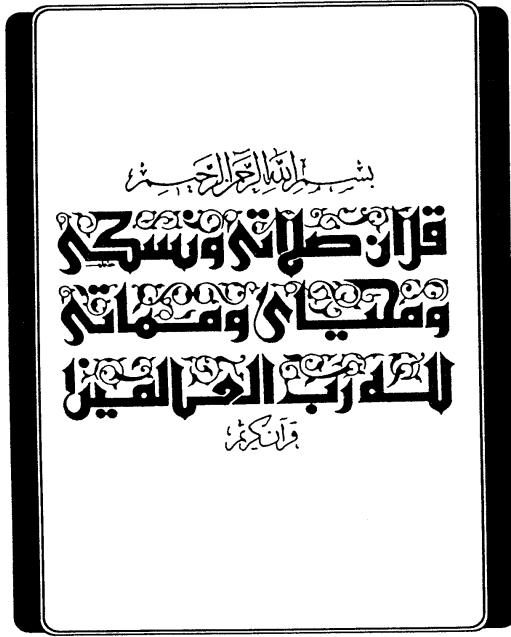 بسم الله الرحمن الرحيم
قل إن صلاتي ونسكي
ومحياي ومماتي
لله رب العالمين
قرآن كريم